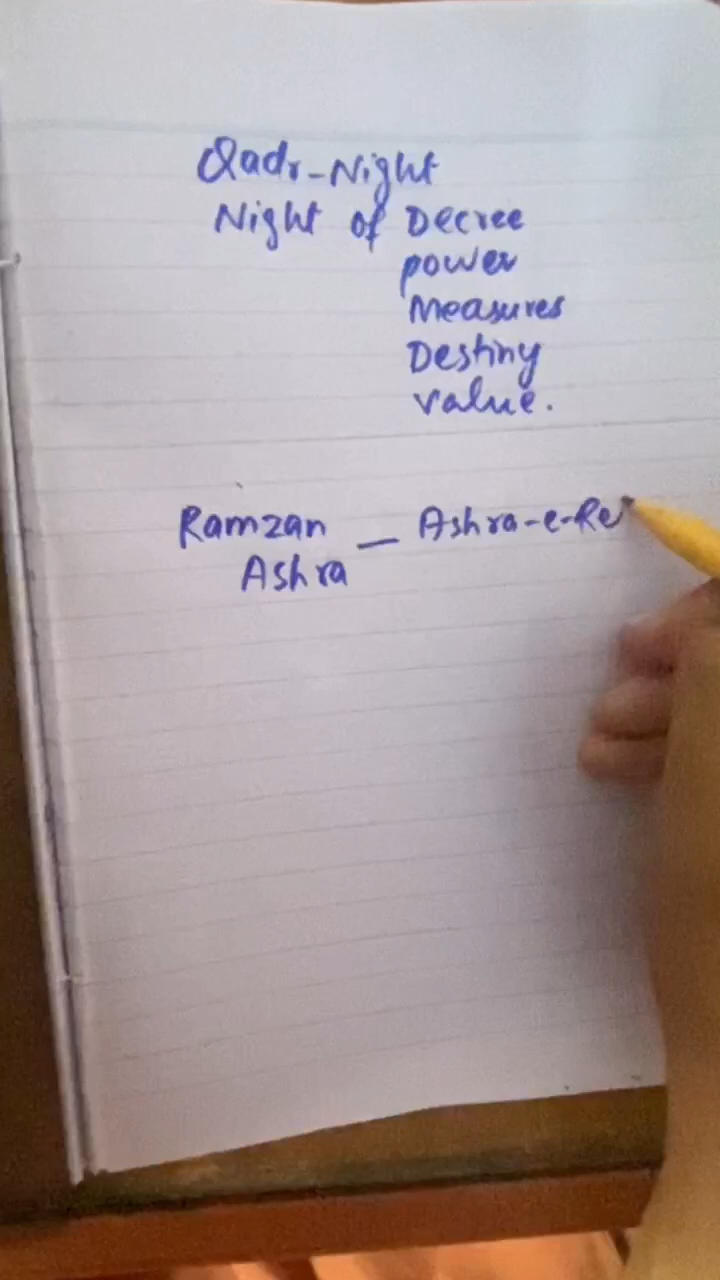 Qadr-Night
Night of Decree
power
Measures
Destiny
value.
Ramzan — Ashra-e-Re
Ashra